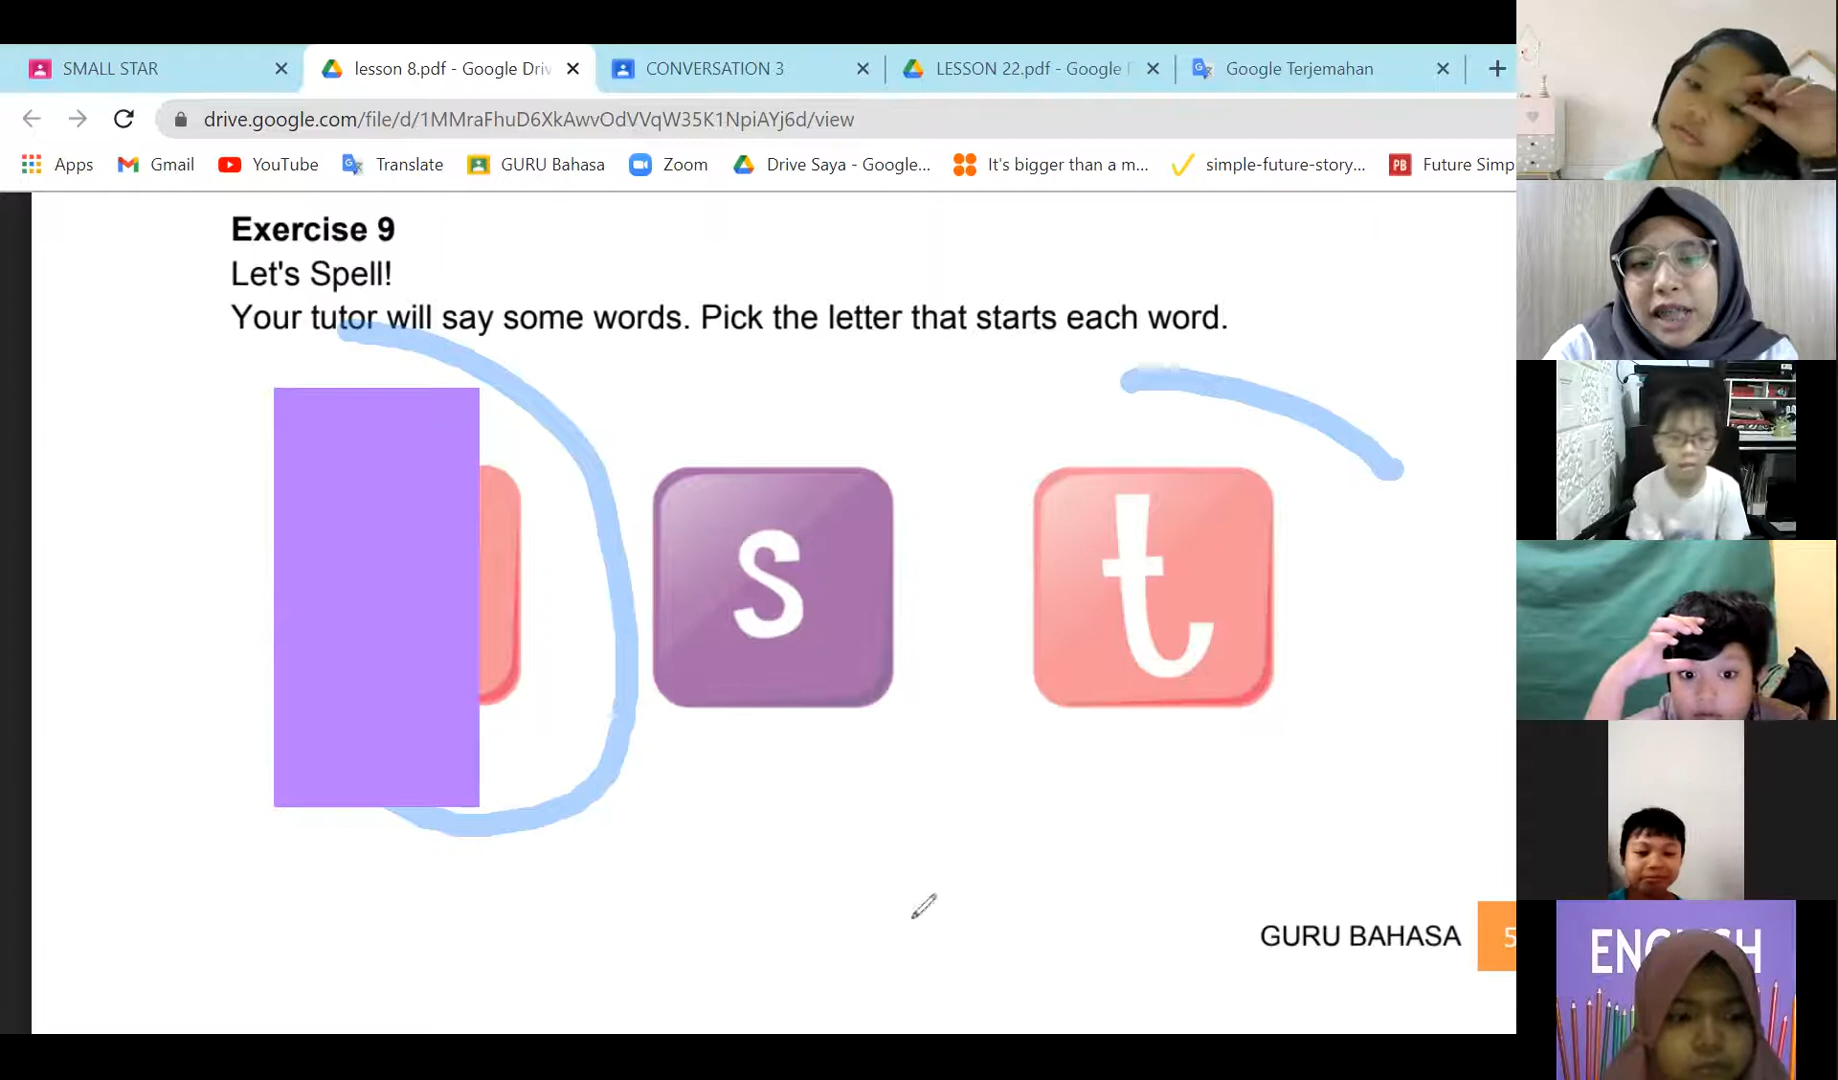 SMALL STAR
lesson 8.pdf - Google Driv
CONVERSATION 3
LESSON 22.pdf - Google D
Google Terjemahan
drive.google.com/file/d/1MMraFhuD6XkAwvOdVVqW35K1NpiAYj6d/view
Apps
Gmail
YouTube
Translate
GURU Bahasa
Zoom
Drive Saya - Google...
It's bigger than a m...
simple-future-story...
PB
Future Simp
Exercise 9
Let's Spell!
Your tutor will say some words. Pick the letter that starts each word.
s
t
GURU BAHASA
5
ENGLISH